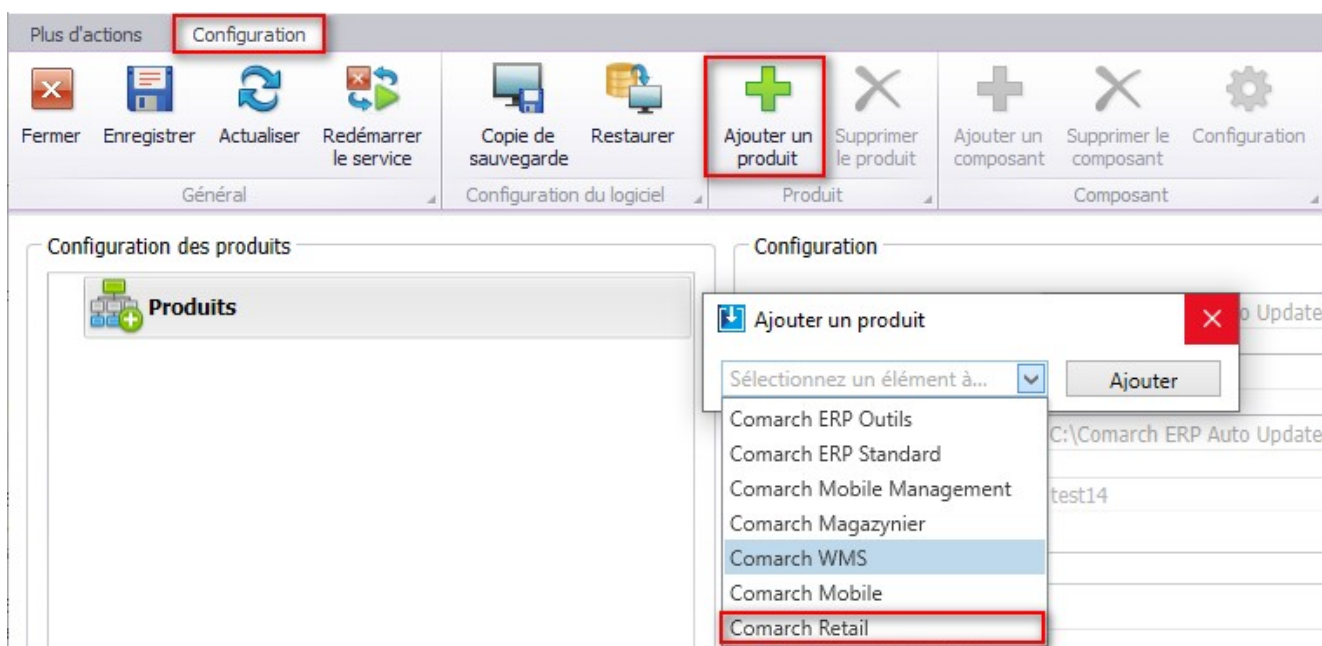 Plus d'actions Configuration
Fermer Enregistrer Actualiser Redémarrer le service Copie de sauvegarde Restaurer Ajouter un produit Supprimer le produit Ajouter un composant Supprimer le composant Configuration
Général Configuration du logiciel Produit Composant
Configuration des produits
Produits
Configuration
Ajouter un produit
o Update
Sélectionnez un élément à... Ajouter
Comarch ERP Outils
C:\Comarch ERP Auto Update
Comarch ERP Standard
Comarch Mobile Management
test14
Comarch Magazynier
Comarch WMS
Comarch Mobile
Comarch Retail